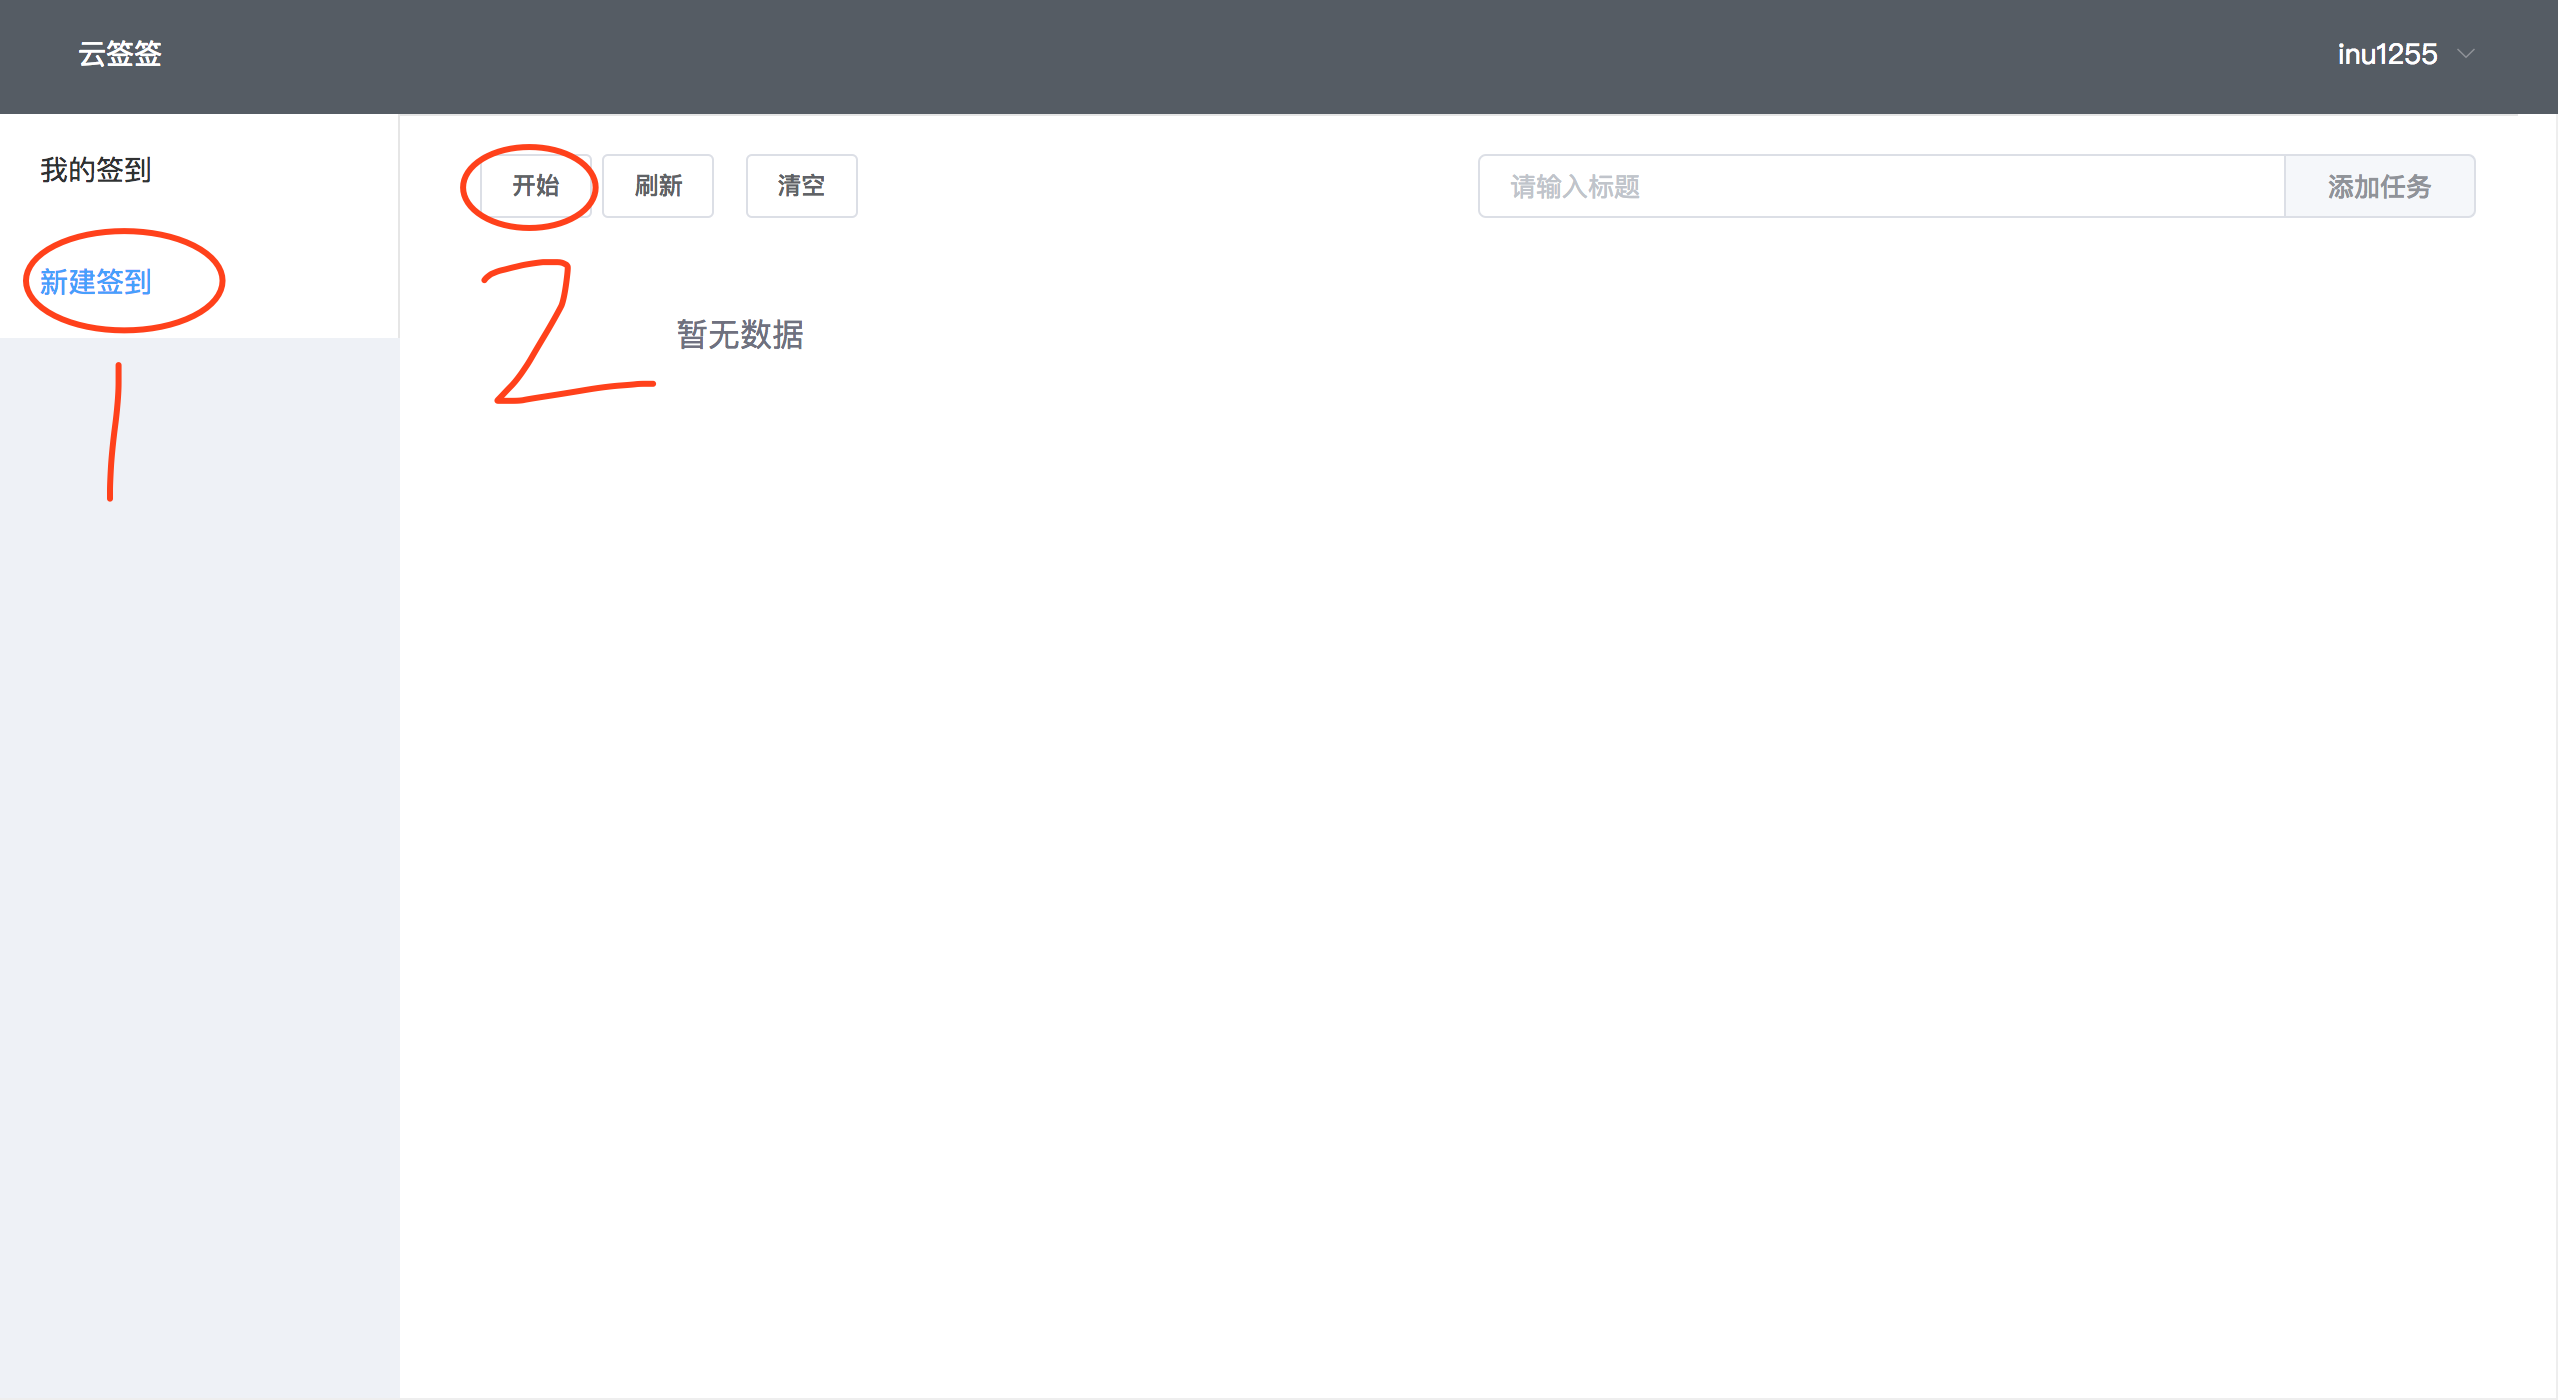 云签签 inu1255
我的签到
开始 刷新 清空 请输入标题 添加任务
新建签到
2
暂无数据
1